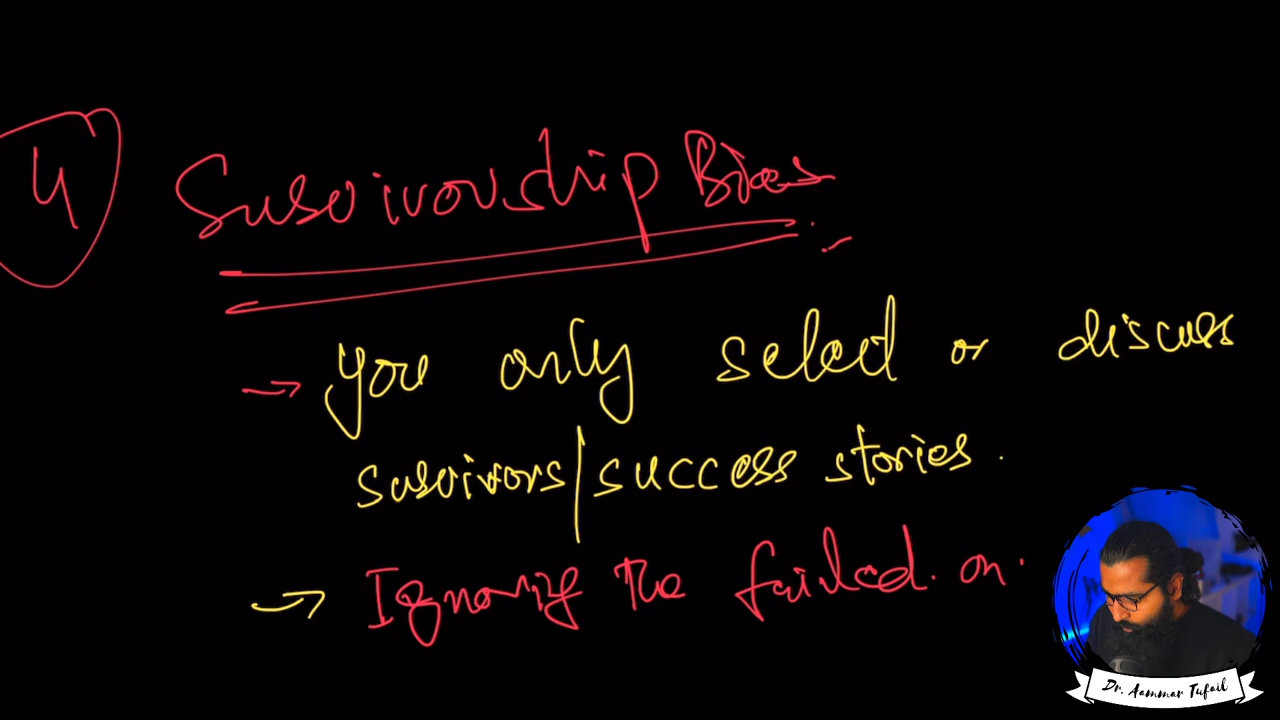 4 Survivorship Bias :-
→ You only select or discuss
survivors/success stories.
→ Ignoring the failed. on.
Dr. Aammar Tufail